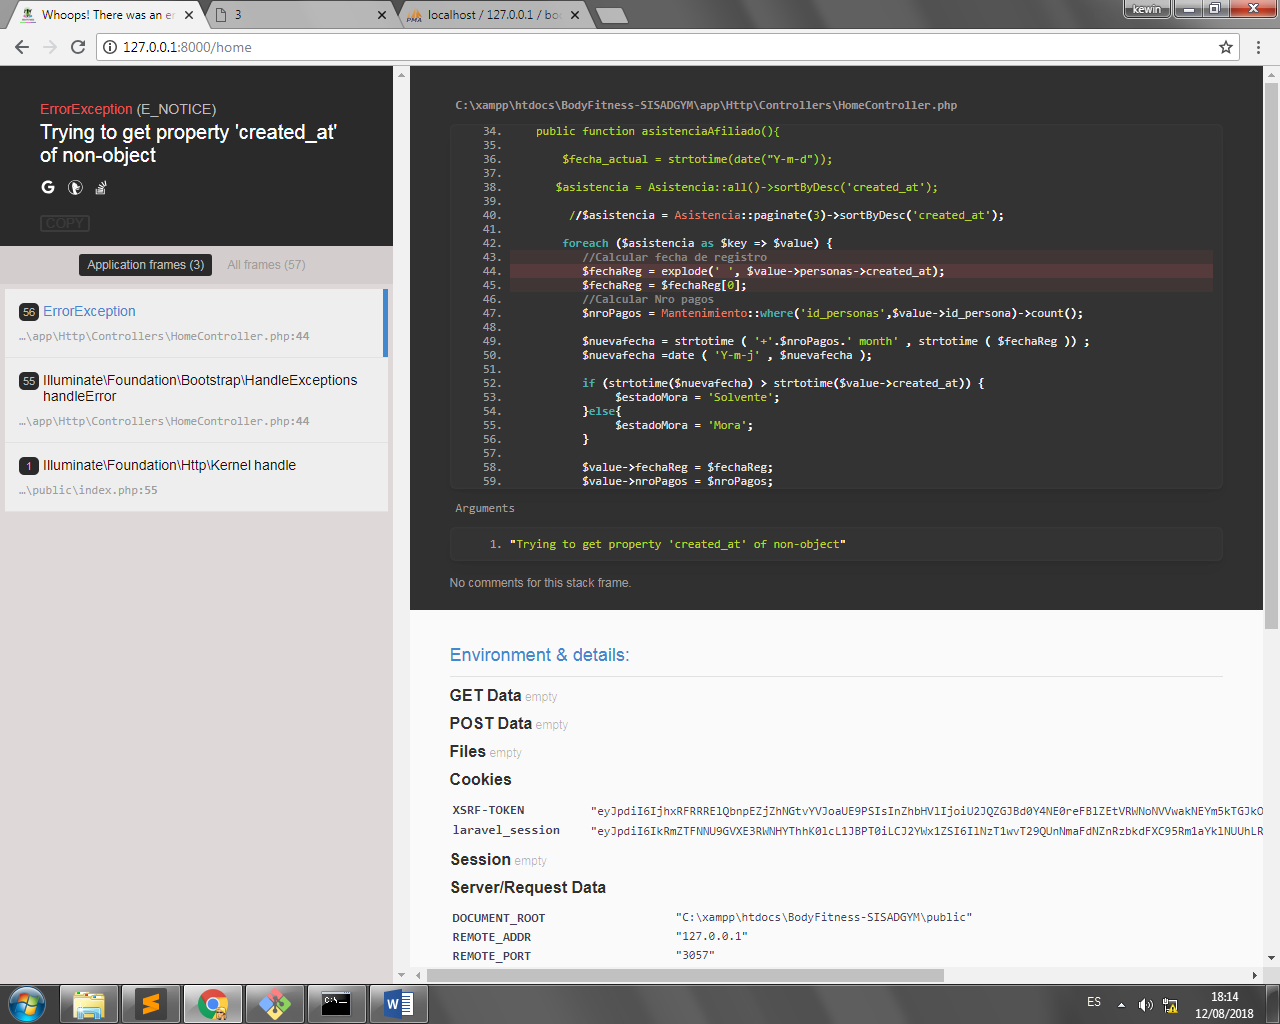 Whoops! There was an er
3
localhost / 127.0.0.1 / boo
kewin
127.0.0.1:8000/home
ErrorException (E_NOTICE)
Trying to get property 'created_at' of non-object
COPY
Application frames (3)
All frames (57)
56 ErrorException
…\app\Http\Controllers\HomeController.php:44
55 Illuminate\Foundation\Bootstrap\HandleExceptions
handleError
…\app\Http\Controllers\HomeController.php:44
1 Illuminate\Foundation\Http\Kernel handle
…\public\index.php:55
C:\xampp\htdocs\BodyFitness-SISADGYM\app\Http\Controllers\HomeController.php
34. public function asistenciaAfiliado(){
35.
36. $fecha_actual = strtotime(date("Y-m-d"));
37.
38. $asistencia = Asistencia::all()->sortByDesc('created_at');
39.
40. //$asistencia = Asistencia::paginate(3)->sortByDesc('created_at');
41.
42. foreach ($asistencia as $key => $value) {
43. //Calcular fecha de registro
44. $fechaReg = explode(' ', $value->personas->created_at);
45. $fechaReg = $fechaReg[0];
46. //Calcular Nro pagos
47. $nroPagos = Mantenimiento::where('id_personas',$value->id_persona)->count();
48.
49. $nuevafecha = strtotime ( '+'.$nroPagos.' month' , strtotime ( $fechaReg )) ;
50. $nuevafecha =date ( 'Y-m-j' , $nuevafecha );
51.
52. if (strtotime($nuevafecha) > strtotime($value->created_at)) {
53. $estadoMora = 'Solvente';
54. }else{
55. $estadoMora = 'Mora';
56. }
57.
58. $value->fechaReg = $fechaReg;
59. $value->nroPagos = $nroPagos;
Arguments
1. "Trying to get property 'created_at' of non-object"
No comments for this stack frame.
Environment & details:
GET Data empty
POST Data empty
Files empty
Cookies
XSRF-TOKEN
laravel_session
Session empty
Server/Request Data
DOCUMENT_ROOT "C:\xampp\htdocs\BodyFitness-SISADGYM\public"
REMOTE_ADDR "127.0.0.1"
REMOTE_PORT "3057"
ES
18:14
12/08/2018